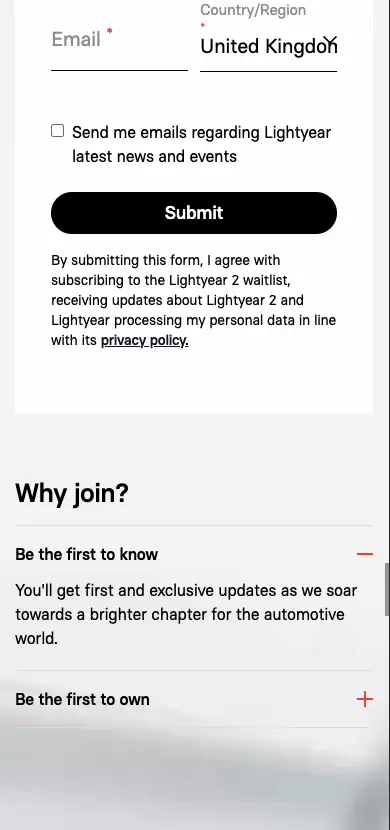 Country/Region
*
Email *
United Kingdom
Send me emails regarding Lightyear
latest news and events
Submit
By submitting this form, I agree with
subscribing to the Lightyear 2 waitlist,
receiving updates about Lightyear 2 and
Lightyear processing my personal data in line
with its privacy policy.
Why join?
Be the first to know
You'll get first and exclusive updates as we soar
towards a brighter chapter for the automotive
world.
Be the first to own